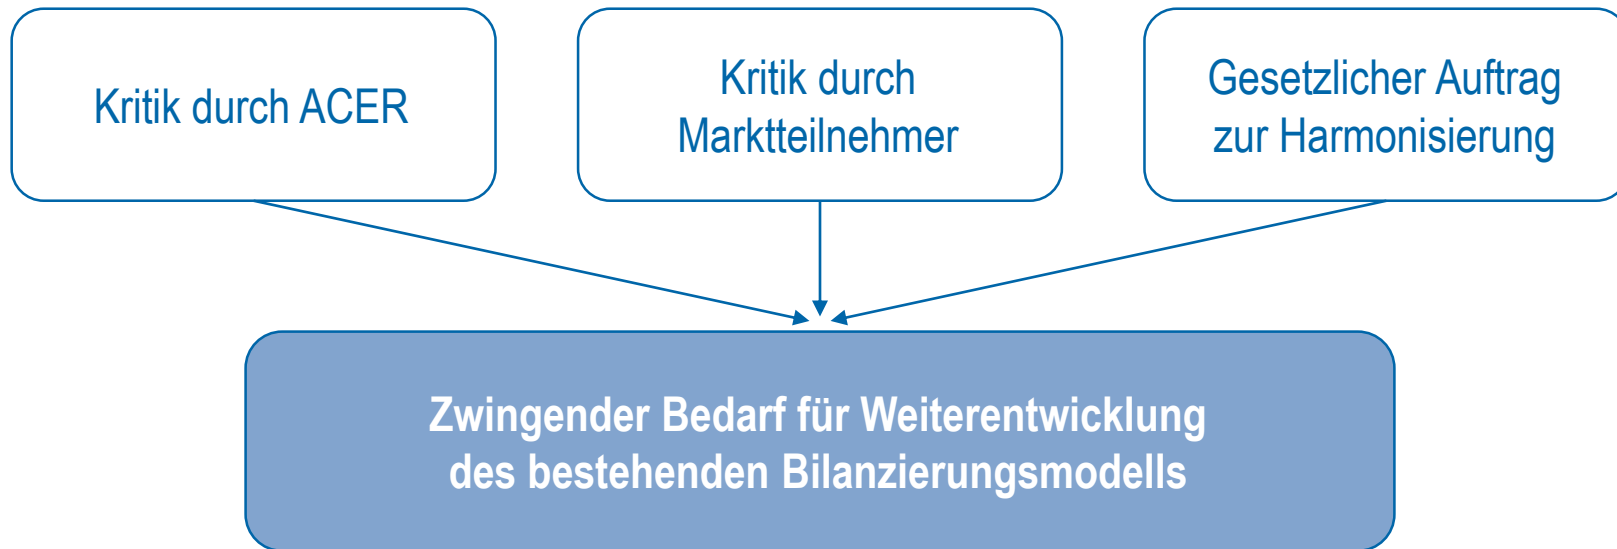 Kritik durch ACER
Kritik durch
Marktteilnehmer
Gesetzlicher Auftrag
zur Harmonisierung
Zwingender Bedarf für Weiterentwicklung
des bestehenden Bilanzierungsmodells